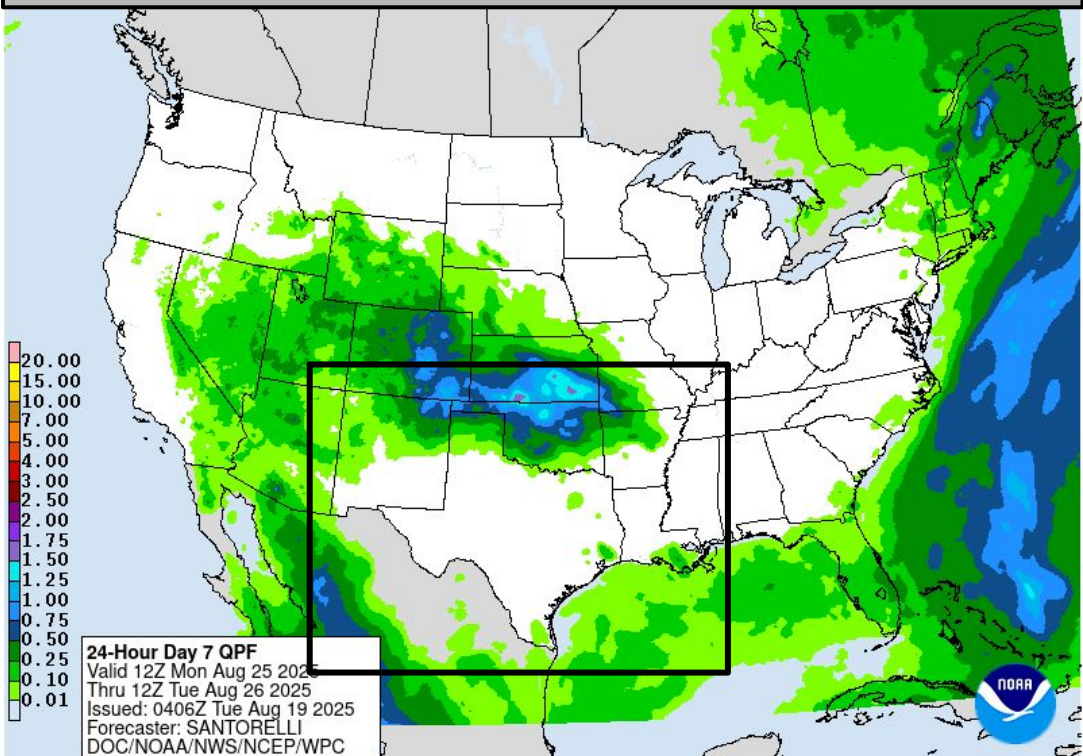 20.00
15.00
10.00
7.00
5.00
4.00
3.00
2.50
2.00
1.75
1.50
1.25
1.00
0.75
0.50
0.25
0.10
0.01
24-Hour Day 7 QPF
Valid 12Z Mon Aug 25 2025
Thru 12Z Tue Aug 26 2025
Issued: 0406Z Tue Aug 19 2025
Forecaster: SANTORELLI
DOC/NOAA/NWS/NCEP/WPC
NOAA